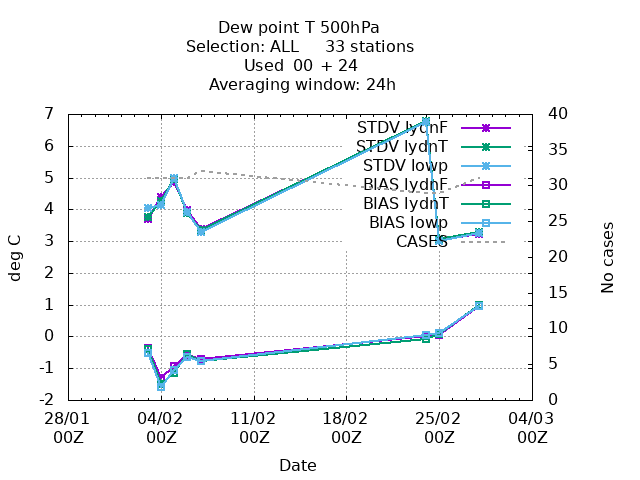 Dew point T 500hPa
Selection: ALL 33 stations
Used 00 + 24
Averaging window: 24h
7
6
5
4
3
2
1
0
-1
-2
deg C
40
35
30
25
20
15
10
5
0
No cases
STDV lydnF
STDV lydnT
STDV lowp
BIAS lydnF
BIAS lydnT
BIAS lowp
CASES
28/01 04/02 11/02 18/02 25/02 04/03
00Z 00Z 00Z 00Z 00Z 00Z
Date